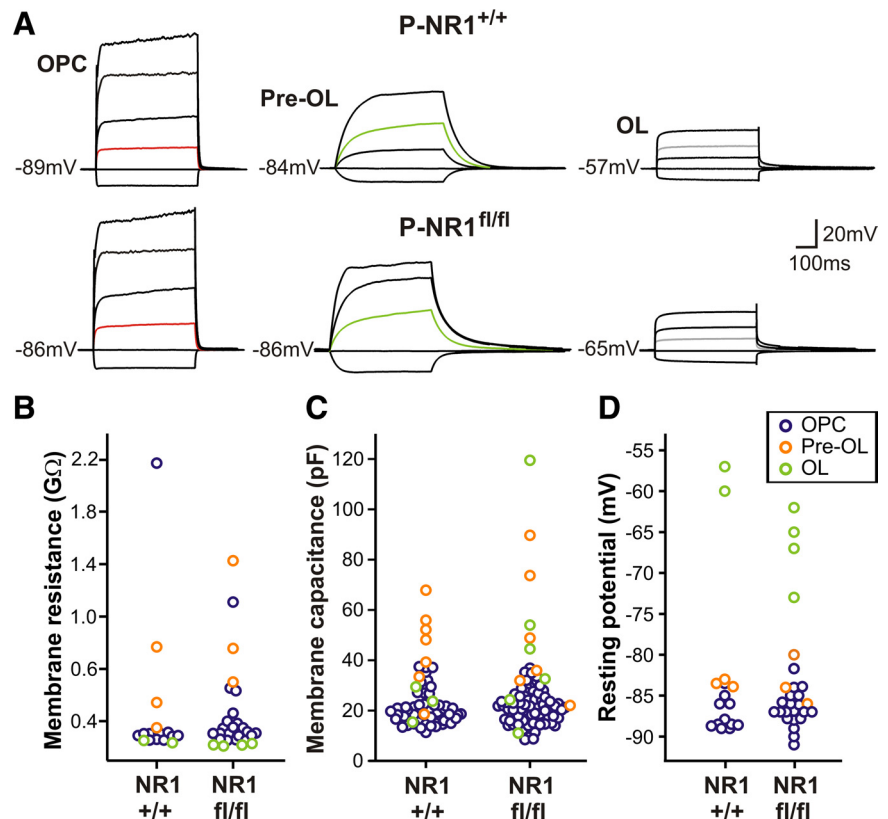 A
P-NR1+/+
OPC
Pre-OL
OL
-89mV
-84mV
-57mV
P-NR1fl/fl
20mV
100ms
-86mV
-86mV
-65mV
B
C
D
OPC
Pre-OL
OL
Membrane resistance (GΩ)
2.2
1.8
1.4
1.0
0.6
0.4
NR1
+/+
NR1
fl/fl
Membrane capacitance (pF)
120
100
80
60
40
20
0
NR1
+/+
NR1
fl/fl
Resting potential (mV)
-55
-60
-65
-70
-75
-80
-85
-90
NR1
+/+
NR1
fl/fl